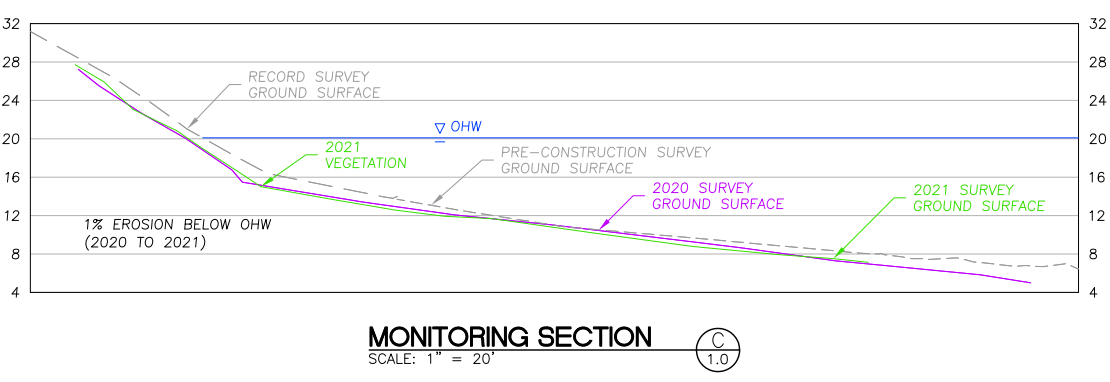 32
28
24
20
16
12
8
4
32
28
24
20
16
12
8
4
RECORD SURVEY
GROUND SURFACE
OHW
2021
VEGETATION
PRE-CONSTRUCTION SURVEY
GROUND SURFACE
2020 SURVEY
GROUND SURFACE
2021 SURVEY
GROUND SURFACE
1% EROSION BELOW OHW
(2020 TO 2021)
MONITORING SECTION
SCALE: 1" = 20'
C
1.0